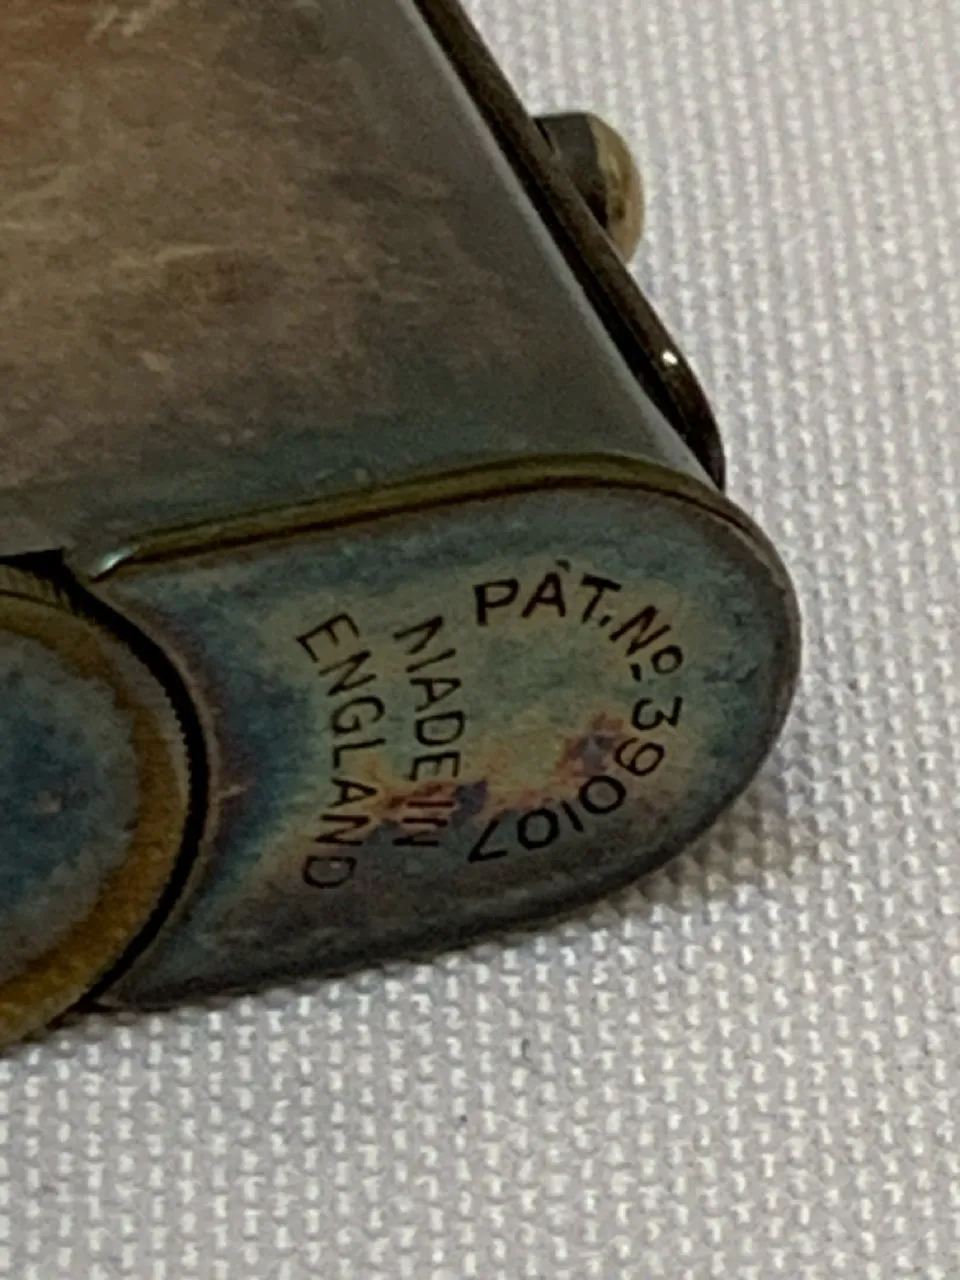 PAT. Nº 390107
MADE IN
ENGLAND